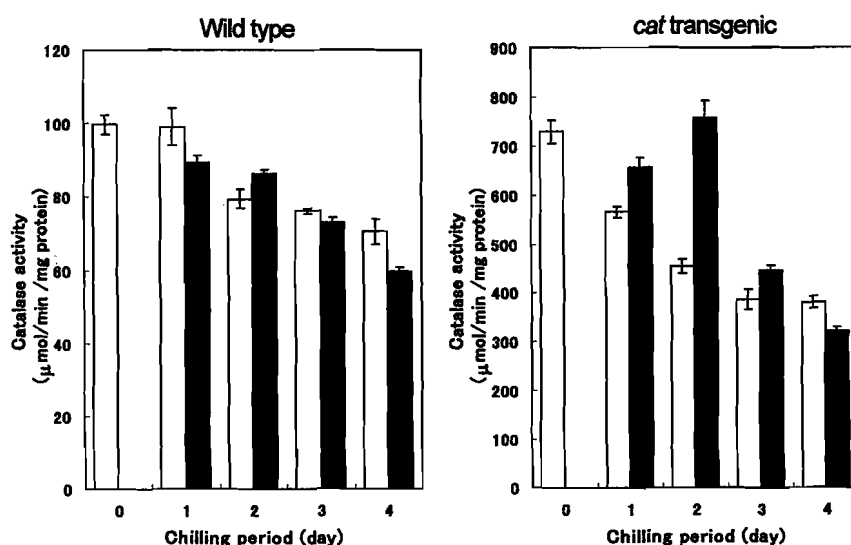 Wild type
120
100
80
60
40
20
0
Catalase activity
(μmol/min /mg protein)
0 1 2 3 4
Chilling period (day)
cat transgenic
900
800
700
600
500
400
300
200
100
0
Catalase activity
(μmol/min /mg protein)
0 1 2 3 4
Chilling period (day)